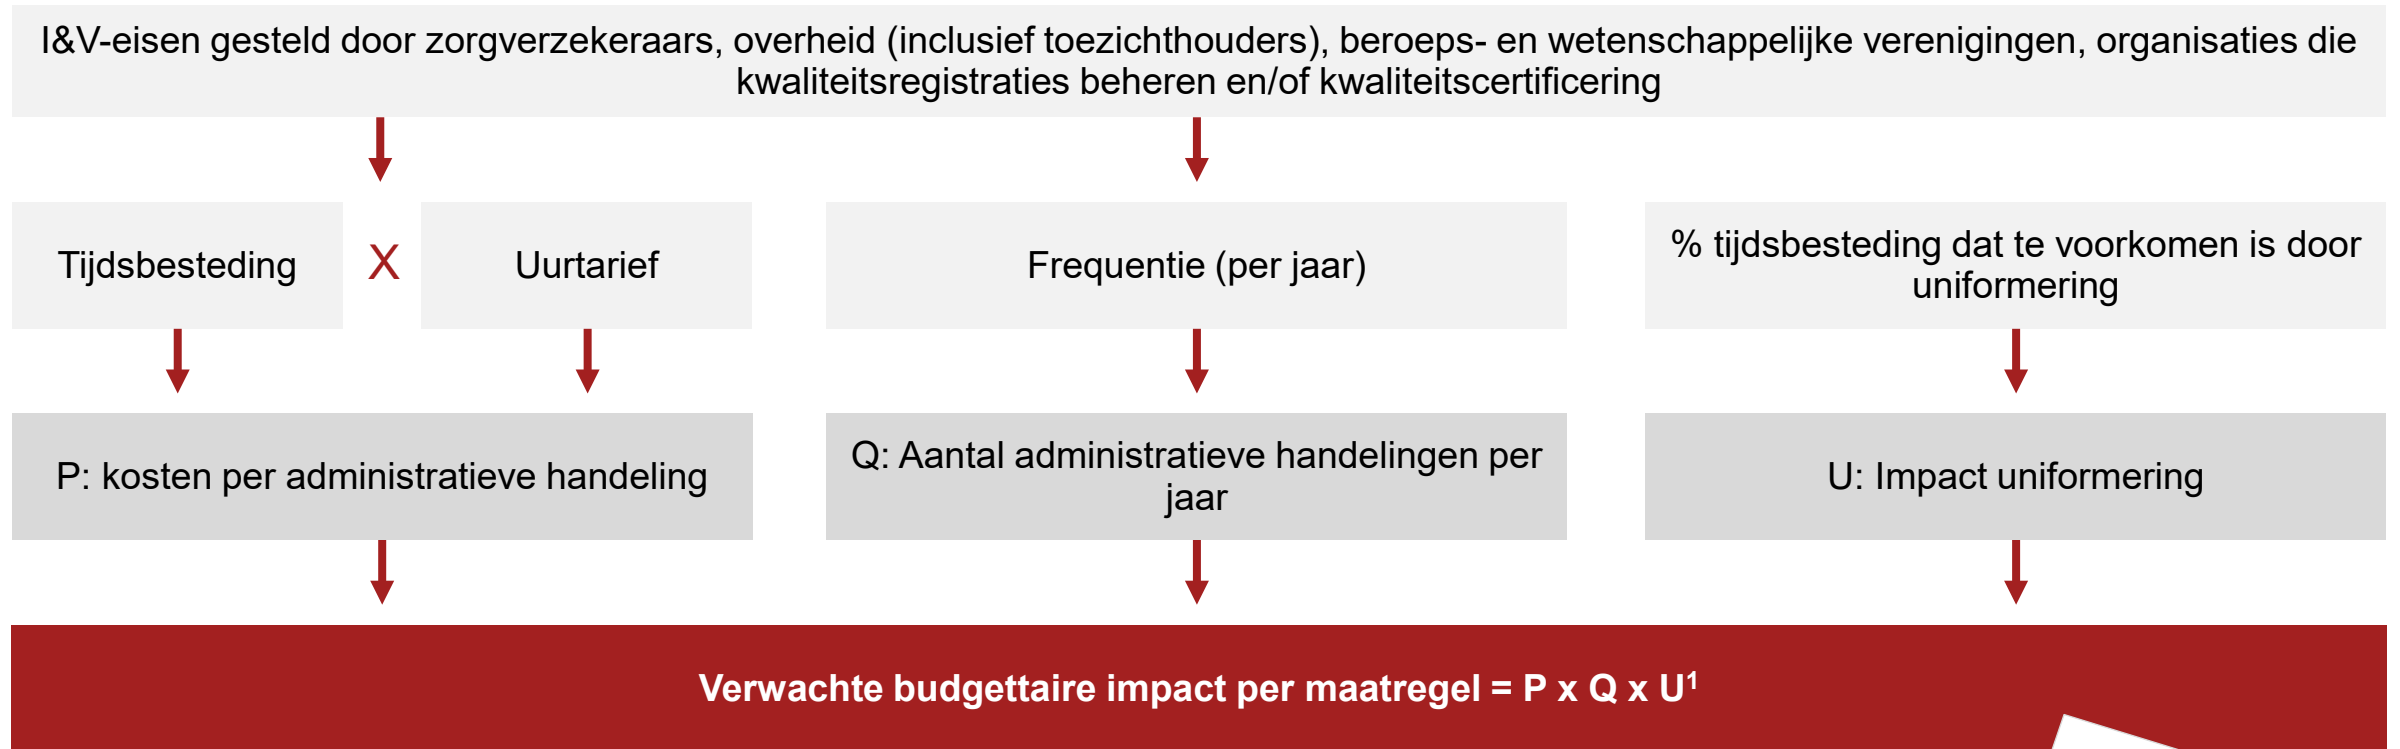 I&V-eisen gesteld door zorgverzekeraars, overheid (inclusief toezichthouders), beroeps- en wetenschappelijke verenigingen, organisaties die
kwaliteitsregistraties beheren en/of kwaliteitscertificering
Tijdsbesteding
X
Uurtarief
Frequentie (per jaar)
% tijdsbesteding dat te voorkomen is door
uniformering
P: kosten per administratieve handeling
Q: Aantal administratieve handelingen per
jaar
U: Impact uniformering
Verwachte budgettaire impact per maatregel = P x Q x U¹